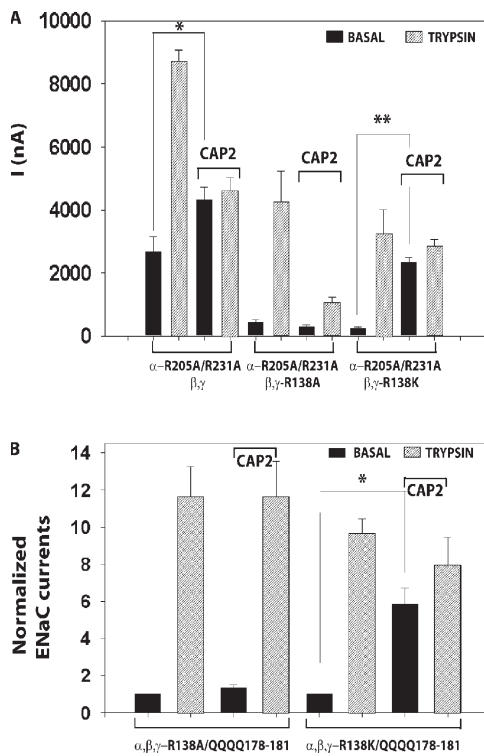 A
10000
8000
6000
4000
2000
0
I (nA)
BASAL
TRYPSIN
*
**
CAP2
CAP2
CAP2
α–R205A/R231A
β,γ
α–R205A/R231A
β,γ-R138A
α–R205A/R231A
β,γ-R138K
B
14
12
10
8
6
4
2
0
Normalized
ENaC currents
BASAL
TRYPSIN
CAP2
*
CAP2
α,β,γ–R138A/QQQQ178-181
α,β,γ–R138K/QQQQ178-181